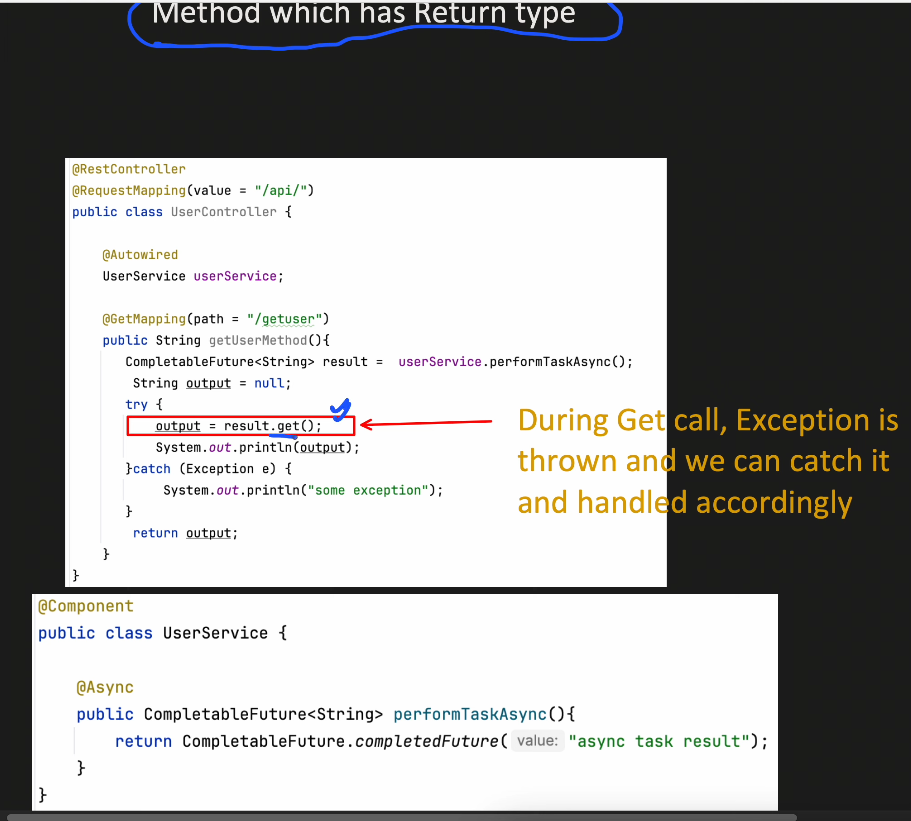 Method which has Return type
@RestController
@RequestMapping(value = "/api/")
public class UserController {
@Autowired
UserService userService;
@GetMapping(path = "/getuser")
public String getUserMethod(){
CompletableFuture<String> result =  userService.performTaskAsync();
String output = null;
try {
output = result.get();
System.out.println(output);
}catch (Exception e) {
System.out.println("some exception");
}
return output;
}
}
During Get call, Exception is
thrown and we can catch it
and handled accordingly
@Component
public class UserService {
@Async
public CompletableFuture<String> performTaskAsync(){
return CompletableFuture.completedFuture( value: "async task result");
}
}